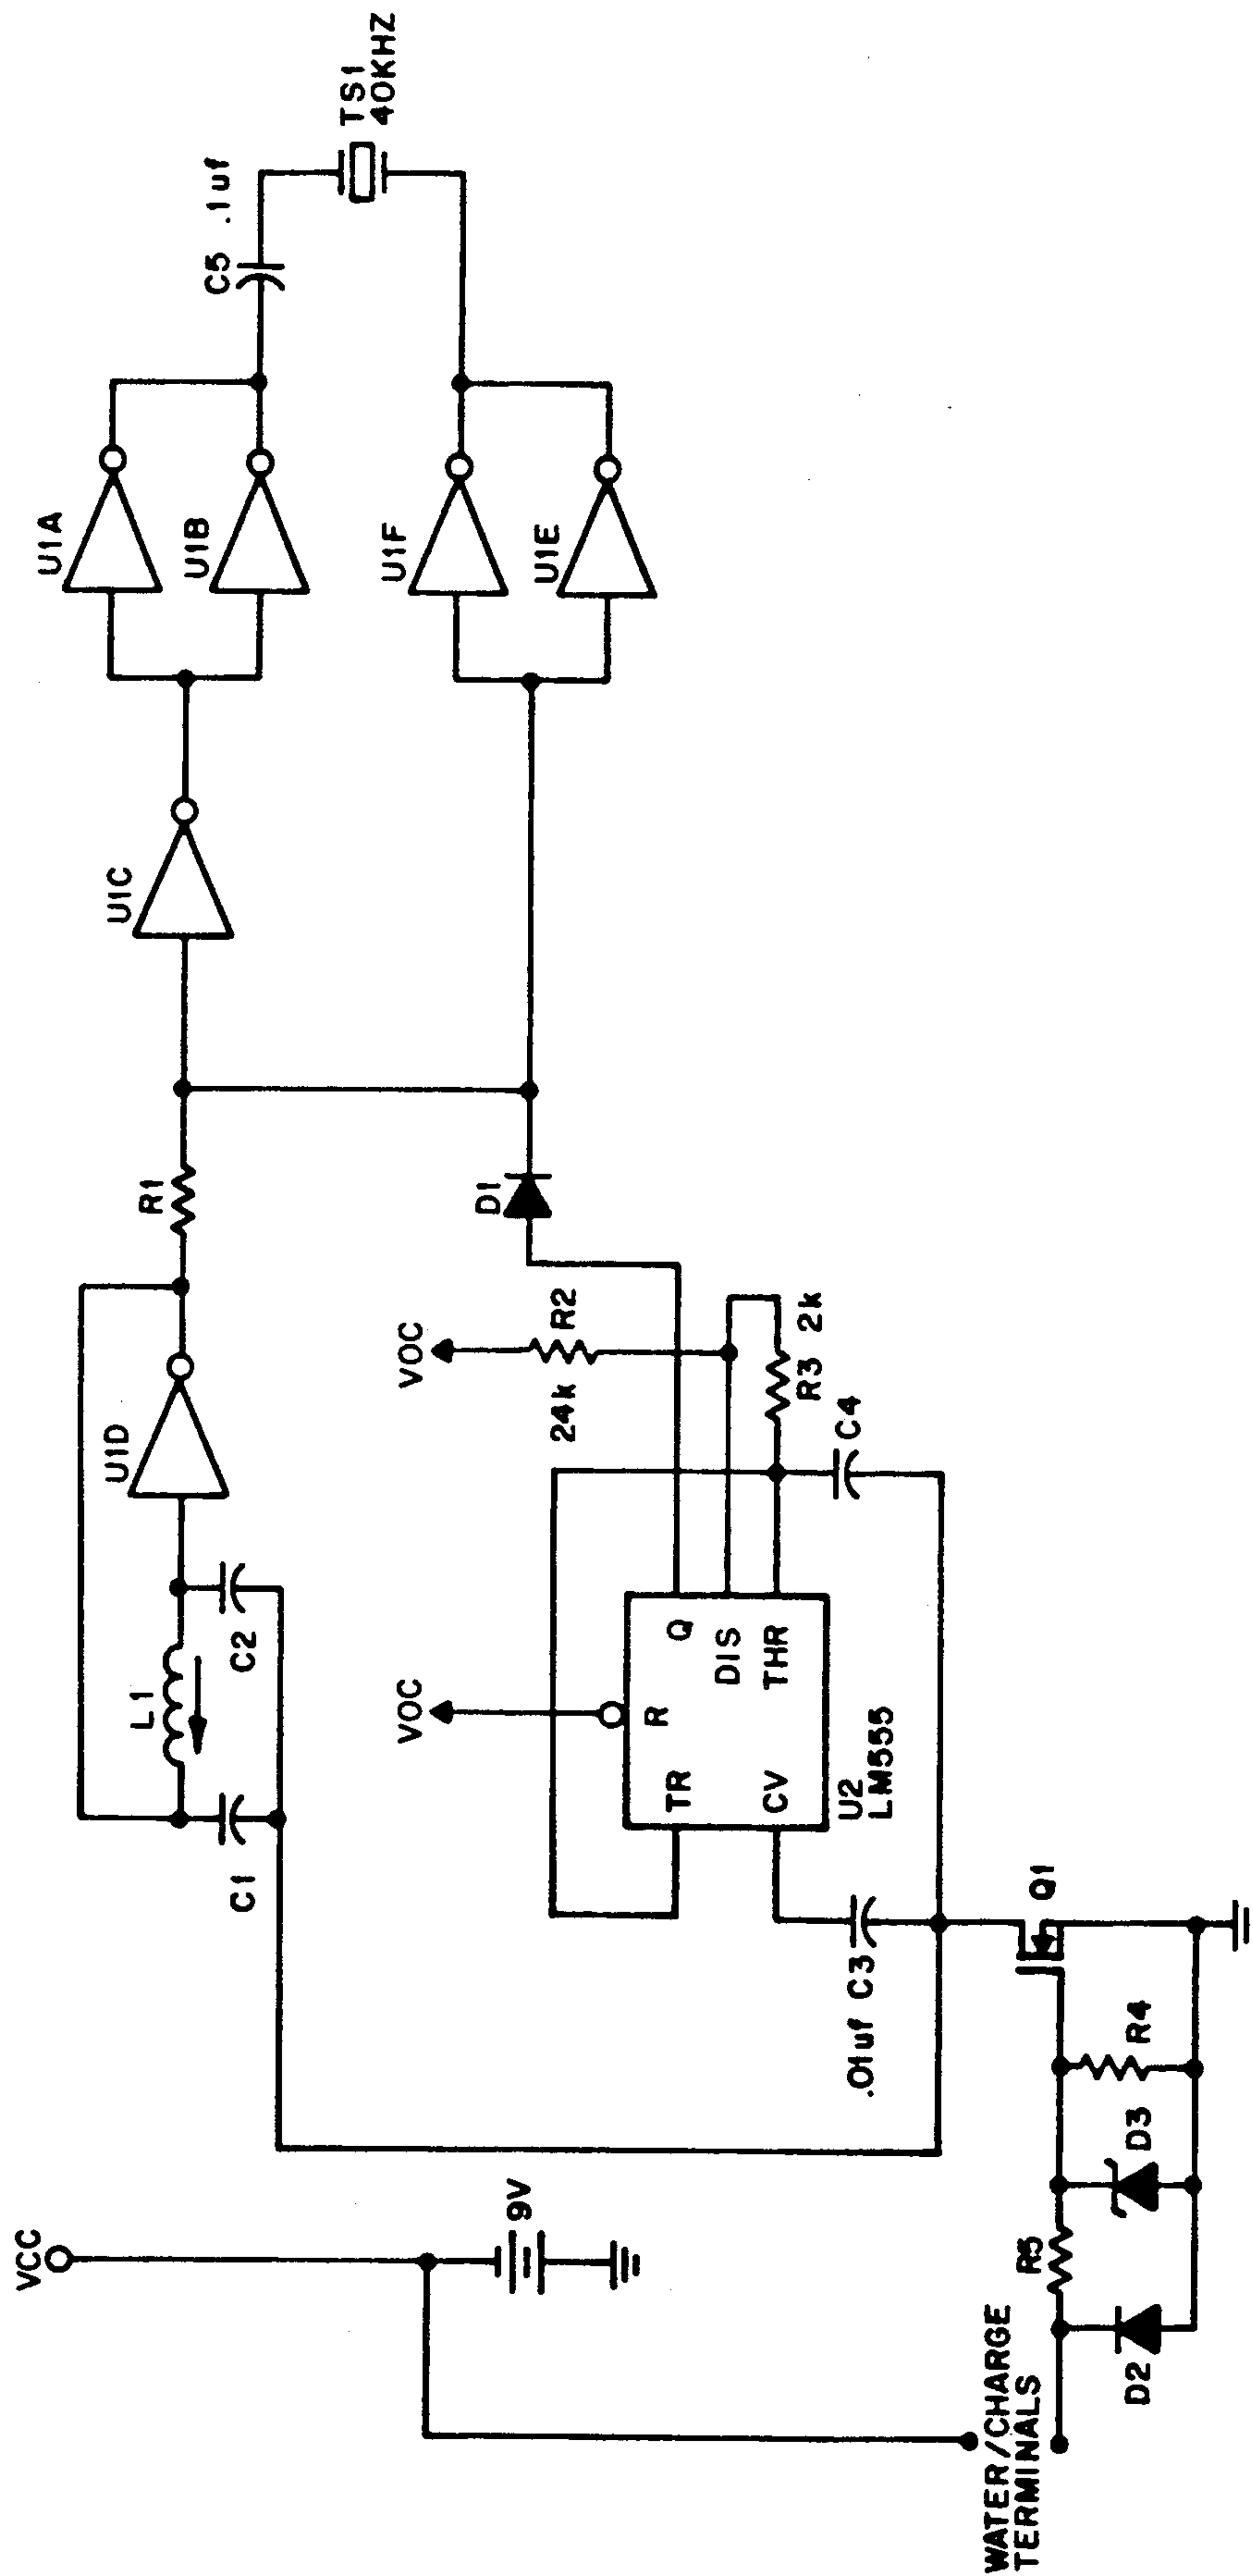 VCC
9V
WATER/CHARGE
TERMINALS
D2
R5
D3
R4
Q1
C1
L1
C2
U1D
R1
.01uf C3
TR
CV
R
Q
DIS
THR
U2
LM555
VOC
VOC
24k
R2
R3 2k
C4
D1
U1C
U1A
U1B
U1F
U1E
C5 .1uf
TS1
40KHZ